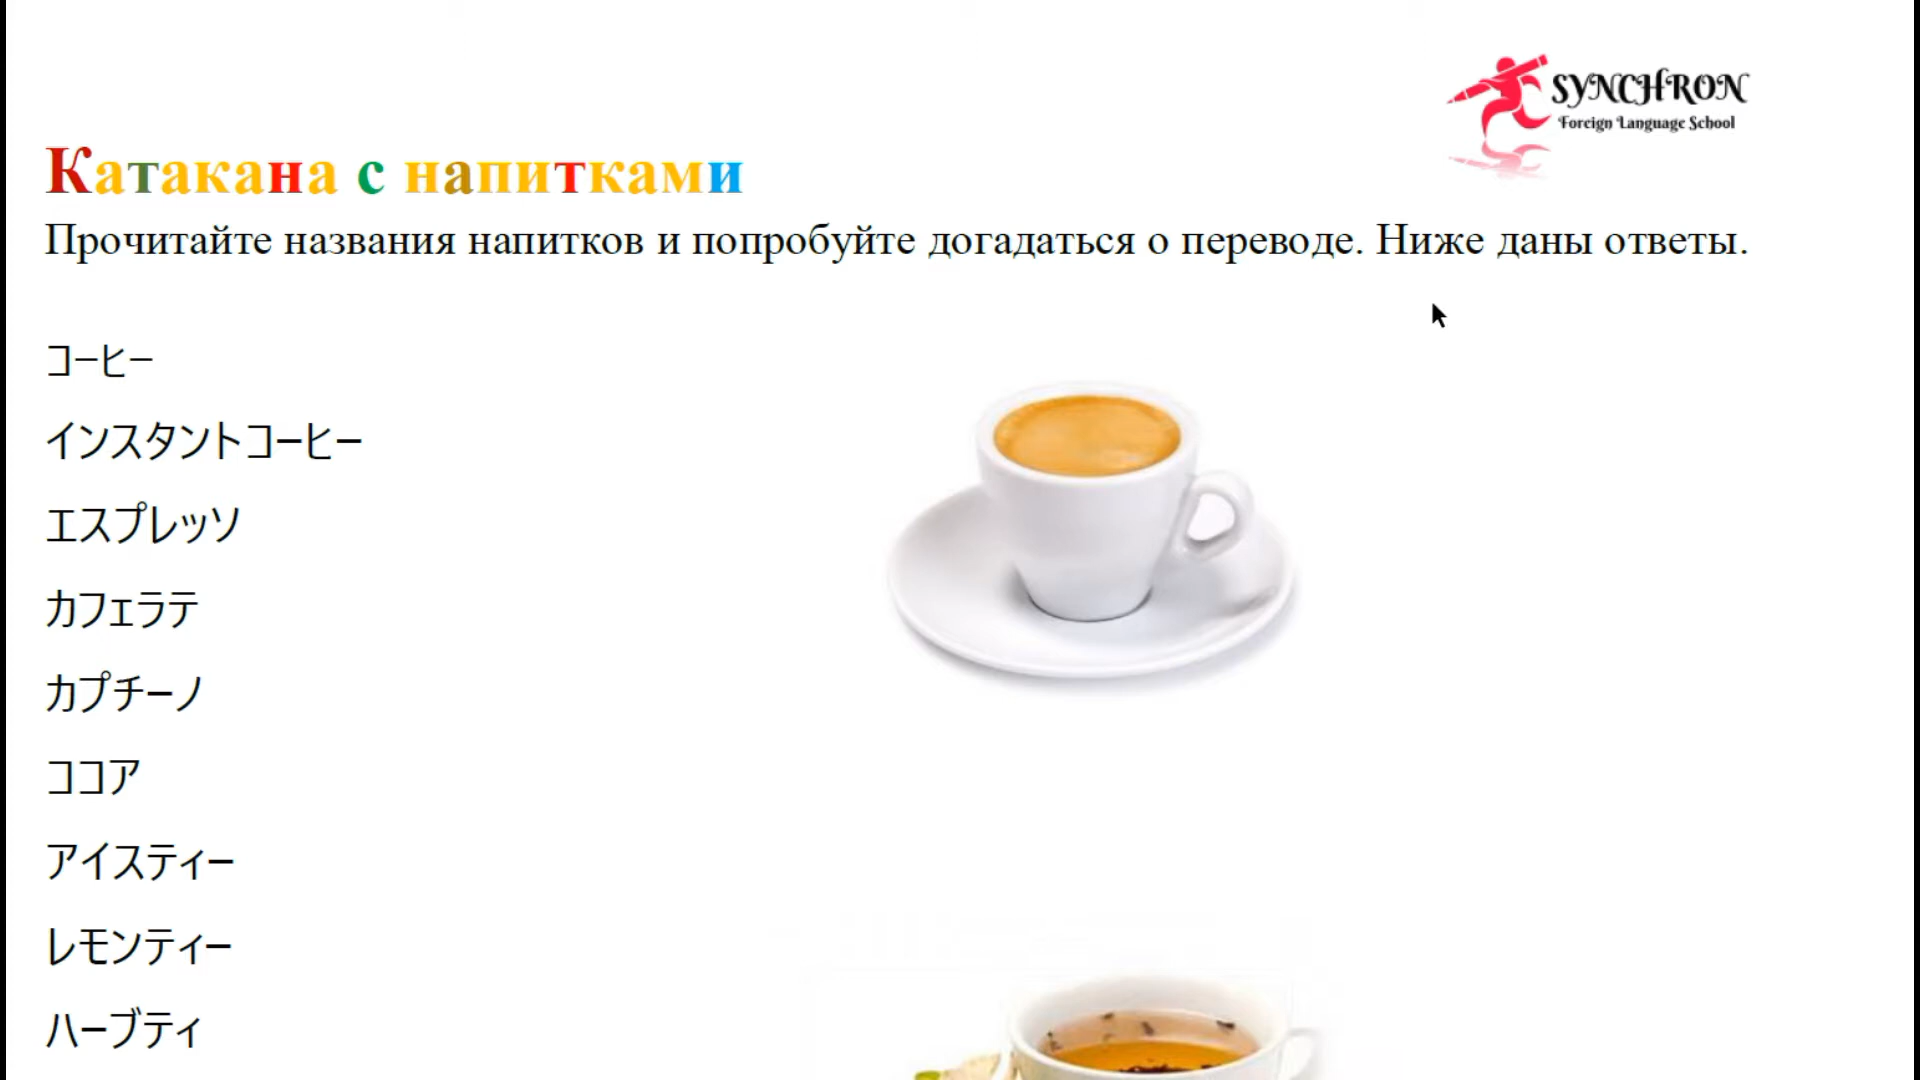 SYNCHRON
Foreign Language School
Катакана с напитками
Прочитайте названия напитков и попробуйте догадаться о переводе. Ниже даны ответы.
コーヒー
インスタントコーヒー
エスプレッソ
カフェラテ
カプチーノ
ココア
アイスティー
レモンティー
ハーブティ